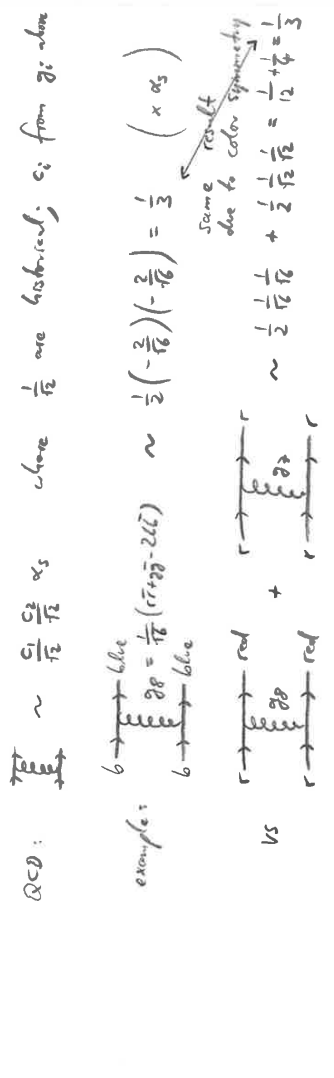 QCD: ~ c₁/√2 c₂/√2 αs where 1/√2 are historical; cᵢ from gᵢ above
example: b blue
g8 = 1/√6 (rr̄+gḡ-2bb̄) ~ 1/2 (-2/√6)(-2/√6) = 1/3 (× αs)
b blue
same result due to color symmetry
vs r red + r r ~ 1/2 1/√6 1/√6 + 1/2 1/√2 1/√2 = 1/12 + 1/4 = 1/3
g8 g7
r red r r